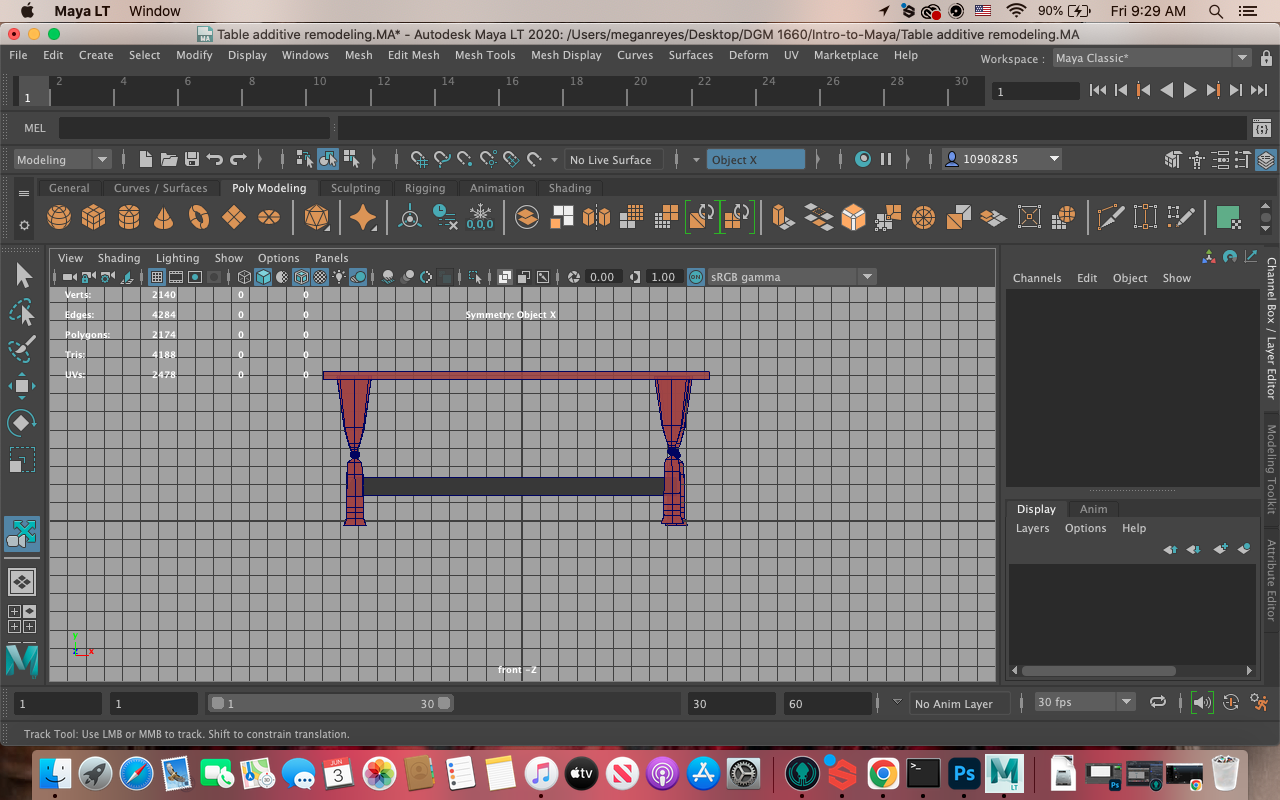 Maya LT Window 90% Fri 9:29 AM
Table additive remodeling.MA* - Autodesk Maya LT 2020: /Users/meganreyes/Desktop/DGM 1660/Intro-to-Maya/Table additive remodeling.MA
File Edit Create Select Modify Display Windows Mesh Edit Mesh Mesh Tools Mesh Display Curves Surfaces Deform UV Marketplace Help Workspace : Maya Classic*
1 2 4 6 8 10 12 14 16 18 20 22 24 26 28 30 1
MEL
Modeling No Live Surface Object X 10908285
General Curves / Surfaces Poly Modeling Sculpting Rigging Animation Shading
0,0,0
View Shading Lighting Show Options Panels
0.00 1.00 ON sRGB gamma
Channels Edit Object Show
Channel Box / Layer Editor
Modeling Toolkit
Attribute Editor
Verts: 2140 0 0
Edges: 4284 0 0 Symmetry: Object X
Polygons: 2174 0 0
Tris: 4188 0 0
UVs: 2478 0 0
Display Anim
Layers Options Help
y
z x
front -Z
1 1 1 30 30 60 No Anim Layer 30 fps
Track Tool: Use LMB or MMB to track. Shift to constrain translation.
JUN
3
tv
Ps
M
LT